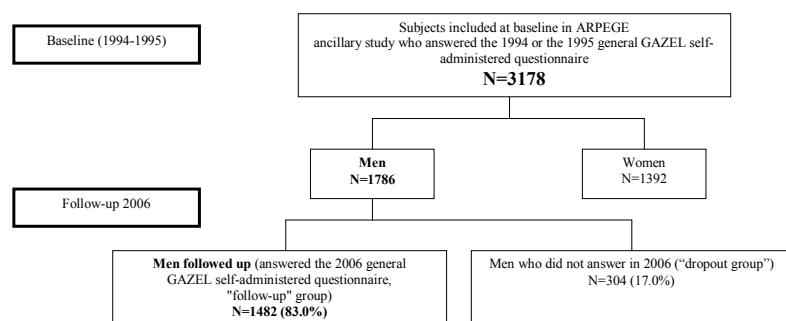 Baseline (1994-1995)
Subjects included at baseline in ARPEGE
ancillary study who answered the 1994 or the 1995 general GAZEL self-
administered questionnaire
N=3178
Men
N=1786
Women
N=1392
Follow-up 2006
Men followed up (answered the 2006 general
GAZEL self-administered questionnaire,
"follow-up" group)
N=1482 (83.0%)
Men who did not answer in 2006 (“dropout group”)
N=304 (17.0%)